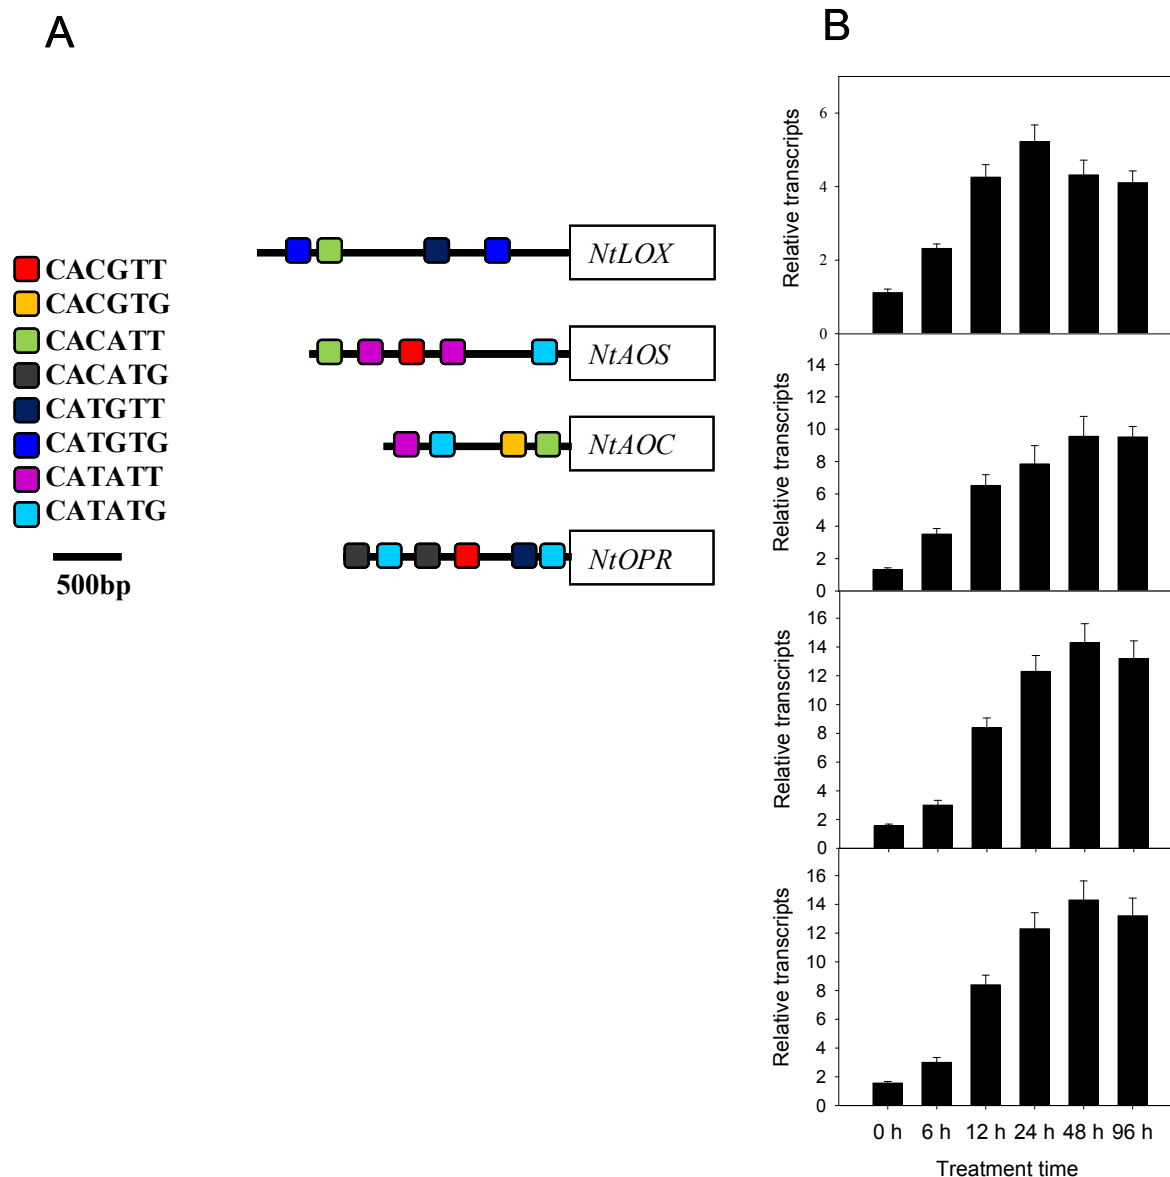 A
CACGTT
CACGTG
CACATT
CACATG
CATGTT
CATGTG
CATATT
CATATG
500bp
NtLOX
NtAOS
NtAOC
NtOPR
B
Relative transcripts
6
4
2
0
Relative transcripts
14
12
10
8
6
4
2
0
Relative transcripts
16
14
12
10
8
6
4
2
0
Relative transcripts
16
14
12
10
8
6
4
2
0
0 h 6 h 12 h 24 h 48 h 96 h
Treatment time